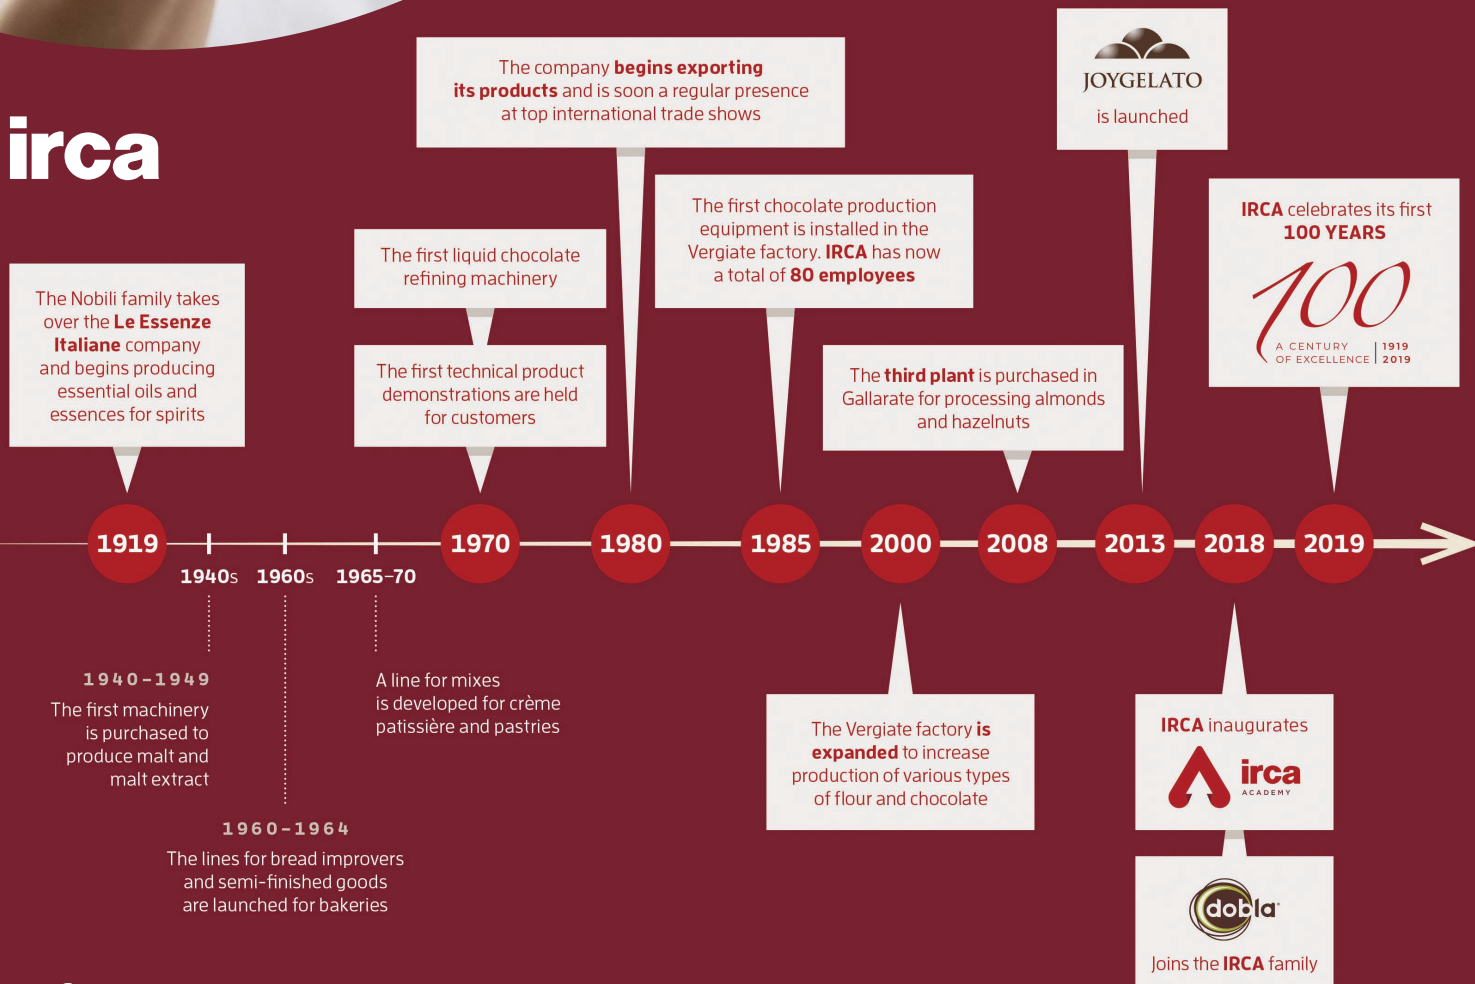 irca
The Nobili family takes
over the Le Essenze
Italiane company
and begins producing
essential oils and
essences for spirits
The first liquid chocolate
refining machinery
The first technical product
demonstrations are held
for customers
The company begins exporting
its products and is soon a regular presence
at top international trade shows
The first chocolate production
equipment is installed in the
Vergiate factory. IRCA has now
a total of 80 employees
The third plant is purchased in
Gallarate for processing almonds
and hazelnuts
JOYGELATO
is launched
IRCA celebrates its first
100 YEARS
100
A CENTURY
OF EXCELLENCE
1919
2019
1919
1940s
1960s
1965–70
1970
1980
1985
2000
2008
2013
2018
2019
1940–1949
The first machinery
is purchased to
produce malt and
malt extract
1960–1964
The lines for bread improvers
and semi-finished goods
are launched for bakeries
A line for mixes
is developed for crème
patissière and pastries
The Vergiate factory is
expanded to increase
production of various types
of flour and chocolate
IRCA inaugurates
irca
ACADEMY
dobla
Joins the IRCA family